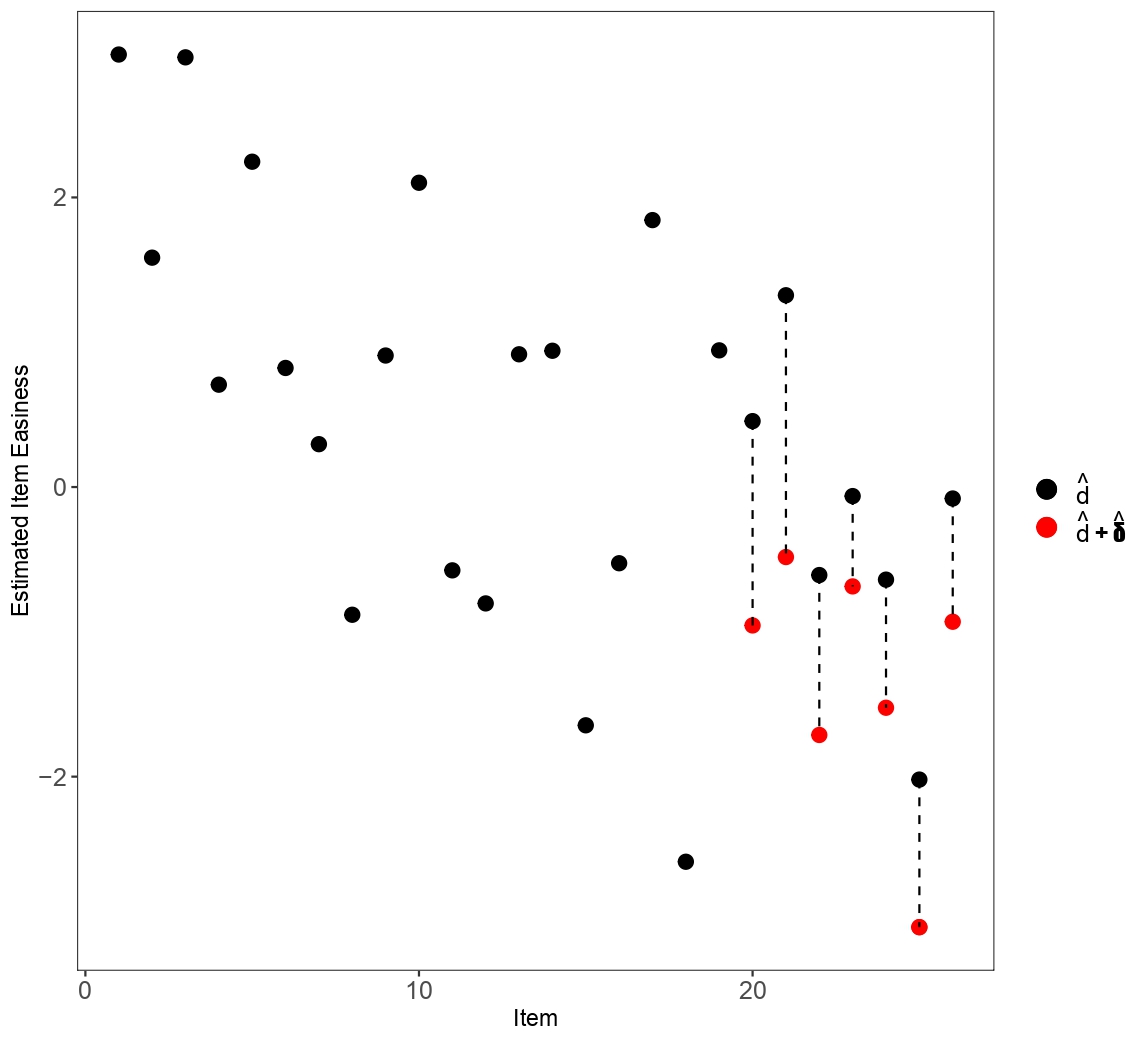 2
0
−2
0 10 20
Item
Estimated Item Easiness
d̂
d̂ + δ̂